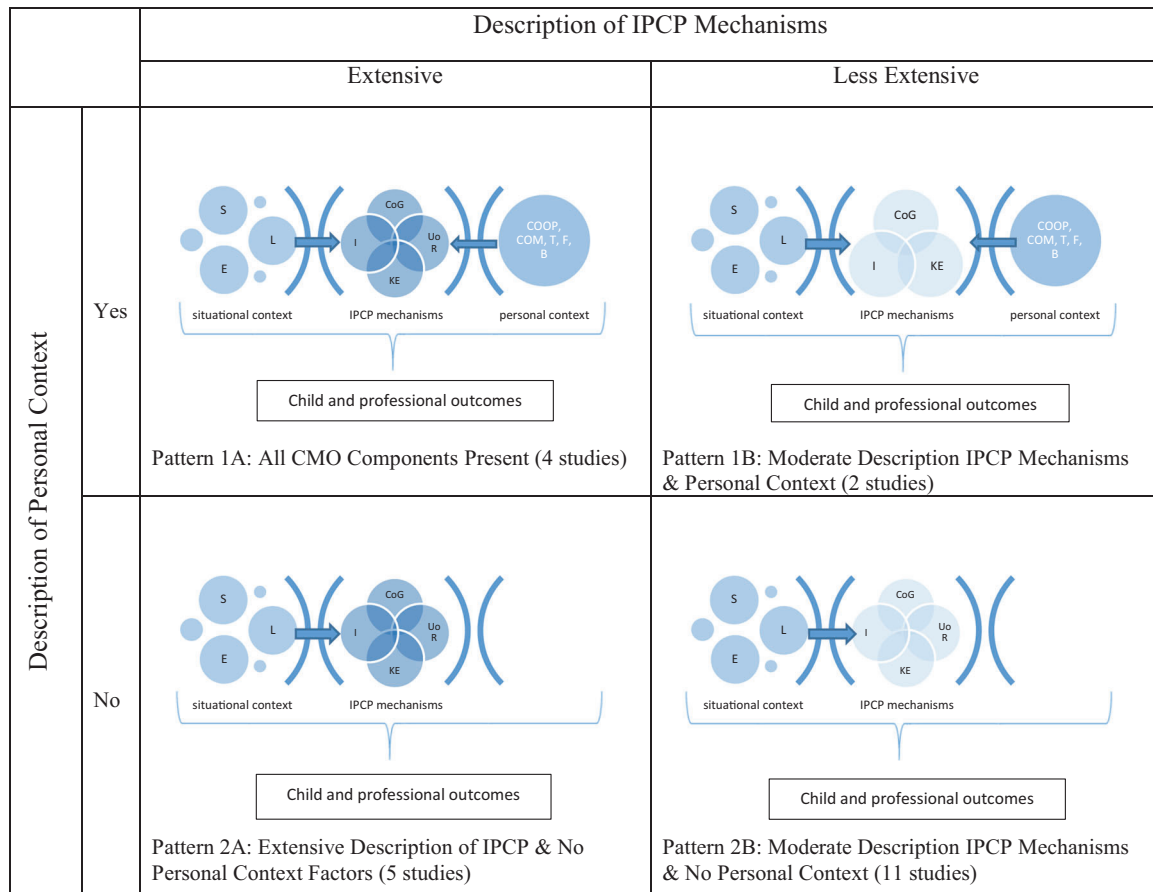 Description of IPCP Mechanisms
Extensive
Less Extensive
Description of Personal Context
Yes
S
L
E
CoG
I
Uo
R
KE
COOP,
COM, T, F,
B
situational context
IPCP mechanisms
personal context
Child and professional outcomes
Pattern 1A: All CMO Components Present (4 studies)
S
L
E
CoG
I
KE
COOP,
COM, T, F,
B
situational context
IPCP mechanisms
personal context
Child and professional outcomes
Pattern 1B: Moderate Description IPCP Mechanisms
& Personal Context (2 studies)
No
S
L
E
CoG
I
Uo
R
KE
situational context
IPCP mechanisms
Child and professional outcomes
Pattern 2A: Extensive Description of IPCP & No
Personal Context Factors (5 studies)
S
L
E
CoG
I
Uo
R
KE
situational context
IPCP mechanisms
Child and professional outcomes
Pattern 2B: Moderate Description IPCP Mechanisms
& No Personal Context (11 studies)